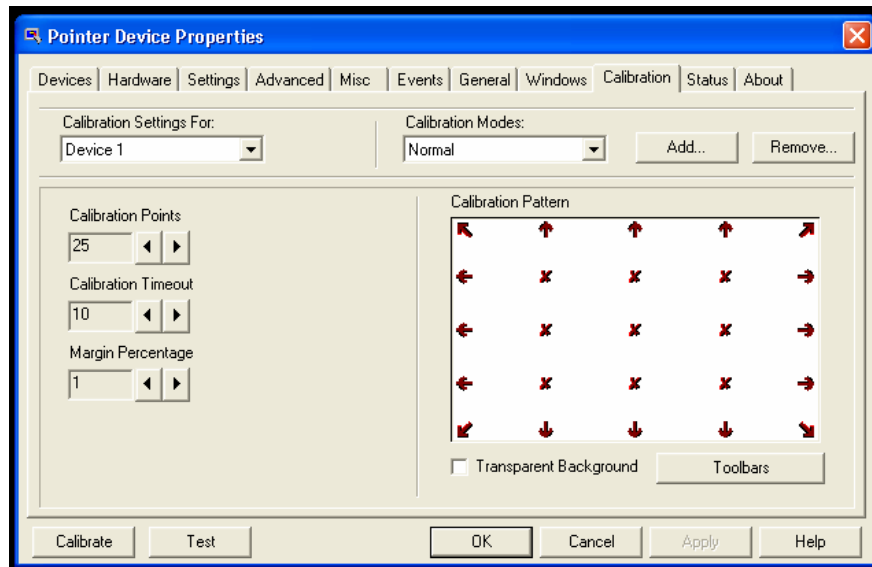 Pointer Device Properties
Devices Hardware Settings Advanced Misc Events General Windows Calibration Status About
Calibration Settings For: Calibration Modes:
Device 1 Normal Add... Remove...
Calibration Points Calibration Pattern
25
Calibration Timeout
10
Margin Percentage
1
Transparent Background Toolbars
Calibrate Test OK Cancel Apply Help